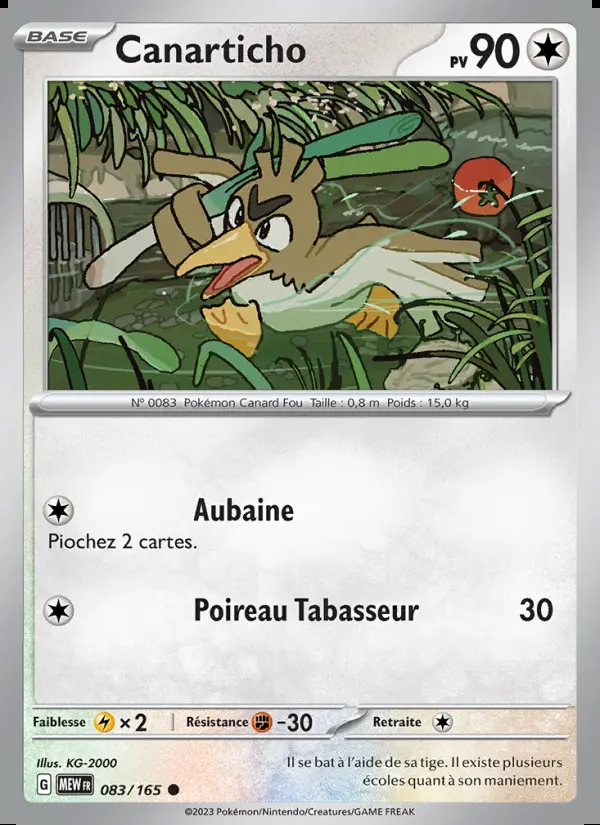 BASE
Canarticho
PV 90
Nº 0083 Pokémon Canard Fou Taille : 0,8 m Poids : 15,0 kg
Aubaine
Piochez 2 cartes.
Poireau Tabasseur 30
Faiblesse ×2 Résistance -30 Retraite
Illus. KG-2000
Il se bat à l'aide de sa tige. Il existe plusieurs
écoles quant à son maniement.
G MEW FR 083/165
©2023 Pokémon/Nintendo/Creatures/GAME FREAK